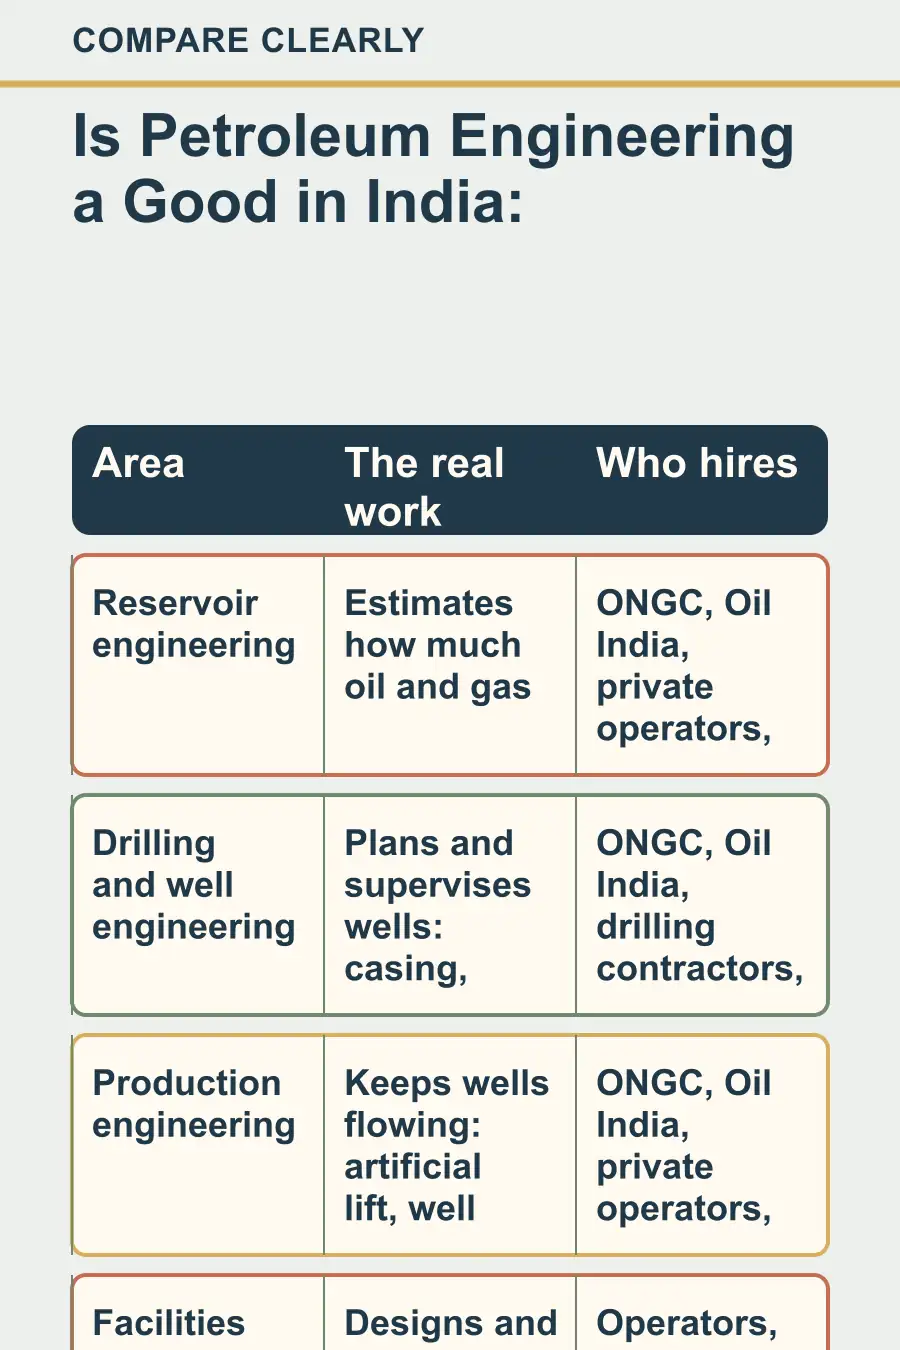 COMPARE CLEARLY
Is Petroleum Engineering
a Good in India:
Area
The real
work
Who hires
Reservoir
engineering
Estimates
how much
oil and gas
ONGC, Oil
India,
private
operators,
Drilling
and well
engineering
Plans and
supervises
wells:
casing,
ONGC, Oil
India,
drilling
contractors,
Production
engineering
Keeps wells
flowing:
artificial
lift, well
ONGC, Oil
India,
private
operators,
Facilities
Designs and
Operators,